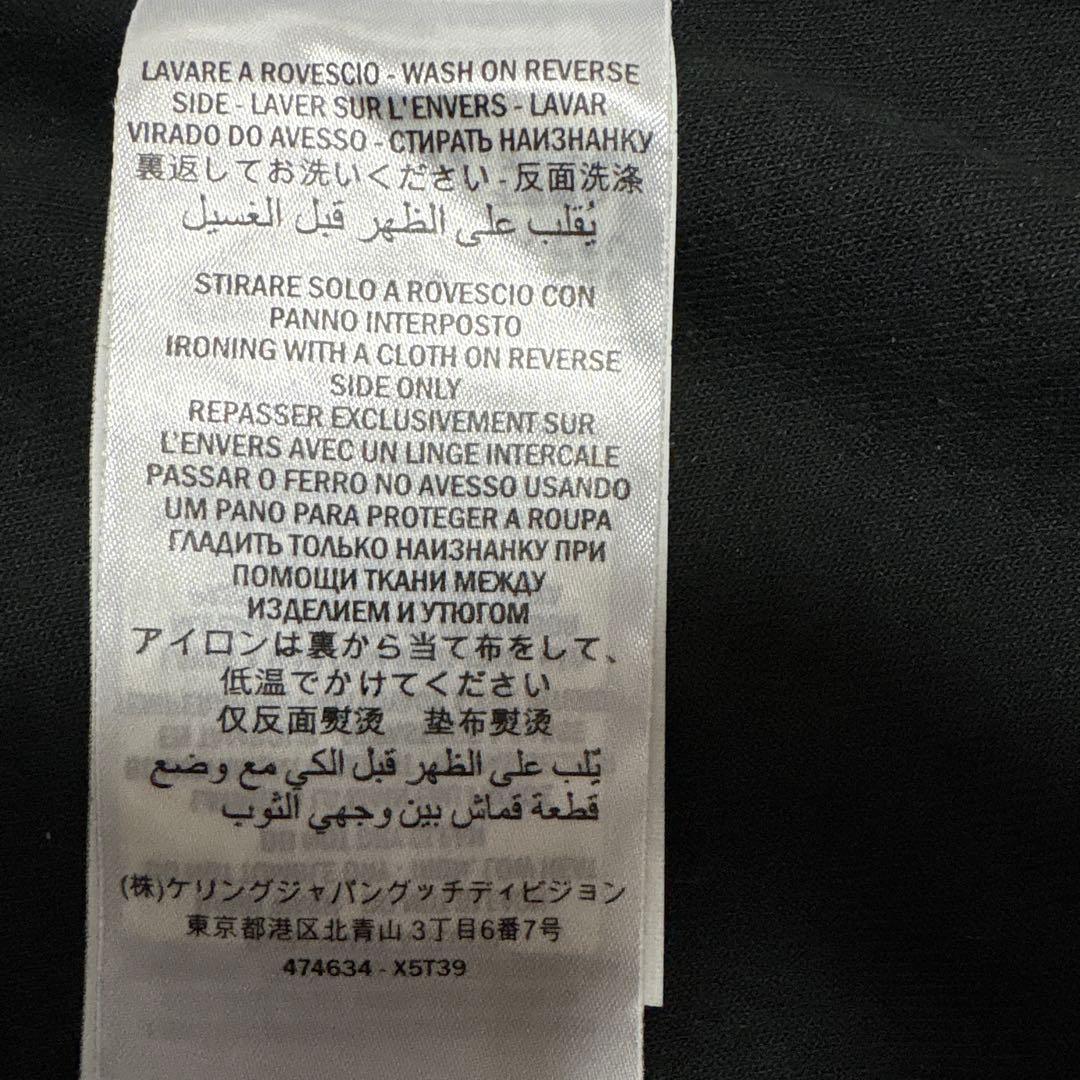 LAVARE A ROVESCIO - WASH ON REVERSE
SIDE - LAVER SUR L'ENVERS - LAVAR
VIRADO DO AVESSO - СТИРАТЬ НАИЗНАНКУ
裏返してお洗いください - 反面洗涤
يُقلب على الظهر قبل الغسيل
STIRARE SOLO A ROVESCIO CON
PANNO INTERPOSTO
IRONING WITH A CLOTH ON REVERSE
SIDE ONLY
REPASSER EXCLUSIVEMENT SUR
L'ENVERS AVEC UN LINGE INTERCALE
PASSAR O FERRO NO AVESSO USANDO
UM PANO PARA PROTEGER A ROUPA
ГЛАДИТЬ ТОЛЬКО НАИЗНАНКУ ПРИ
ПОМОЩИ ТКАНИ МЕЖДУ
ИЗДЕЛИЕМ И УТЮГОМ
アイロンは裏から当て布をして、
低温でかけてください
仅反面熨烫 垫布熨烫
على الظهر قبل الكي مع وضع
قطعة قماش بين وجهي الثوب
(株)ケリングジャパングッチディビジョン
東京都港区北青山 3丁目6番7号
474634 - X5T39